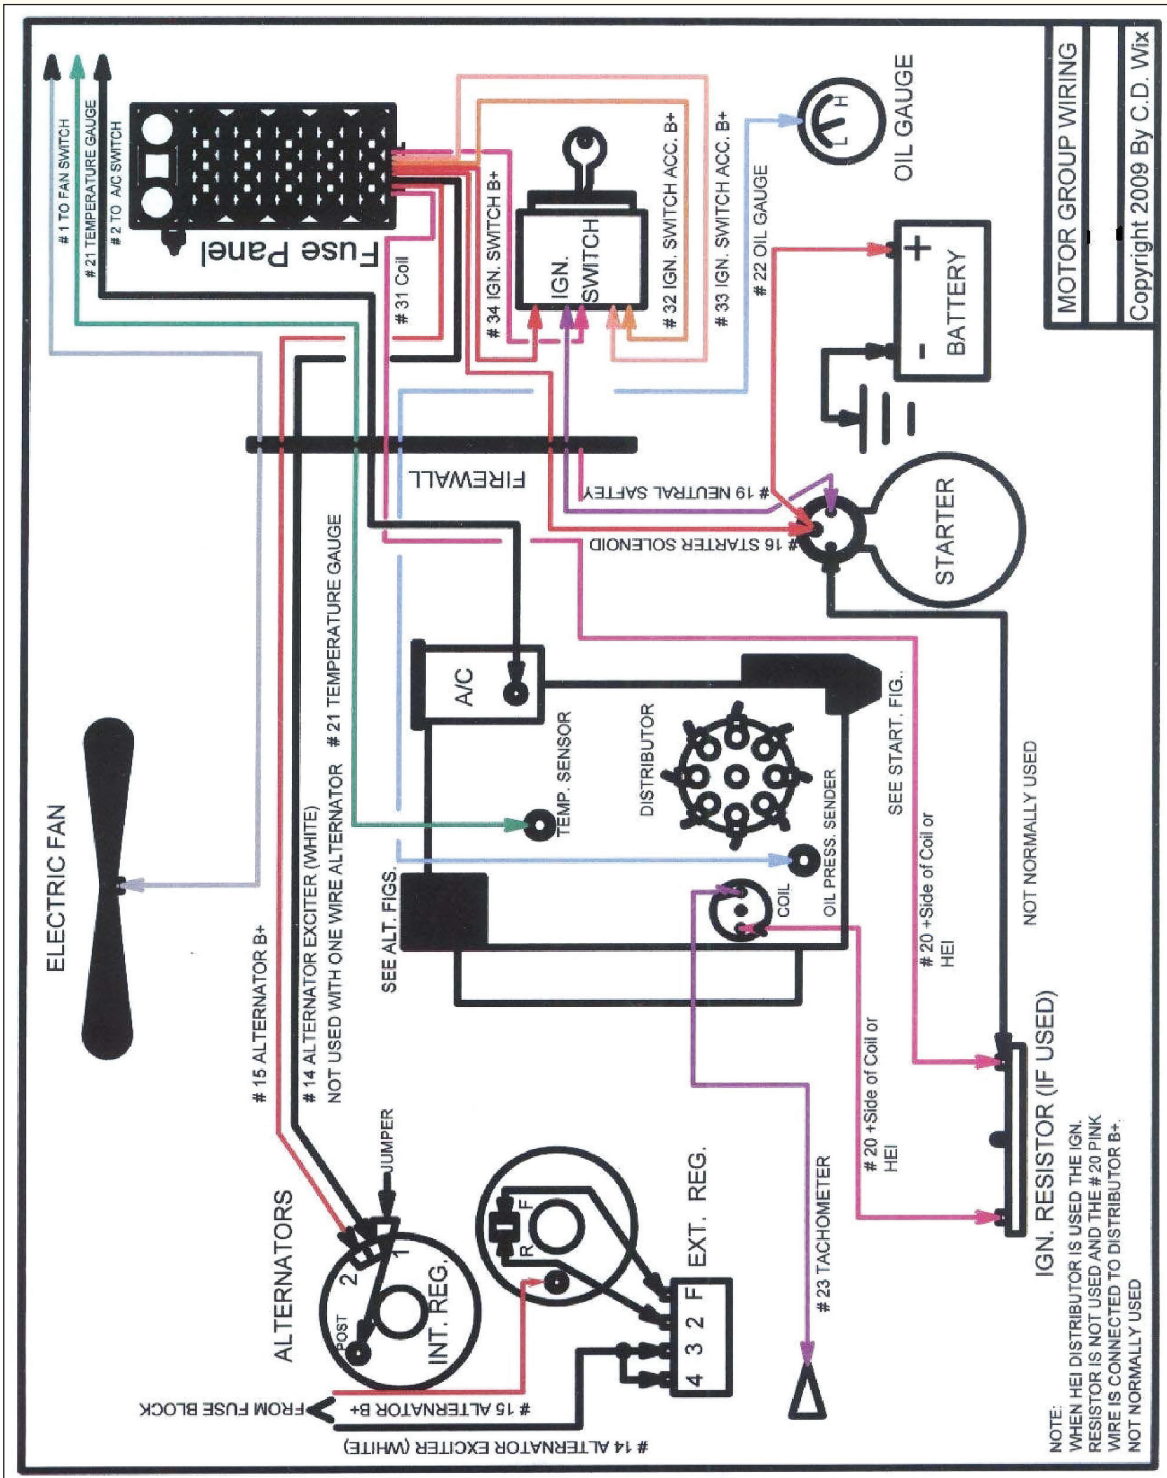 MOTOR GROUP WIRING
Copyright 2009 By C.D. Wix
# 1 TO FAN SWITCH
# 21 TEMPERATURE GAUGE
# 2 TO A/C SWITCH
Fuse Panel
# 31 Coil
# 34 IGN. SWITCH B+
IGN.
SWITCH
# 32 IGN. SWITCH ACC. B+
# 33 IGN. SWITCH ACC. B+
# 22 OIL GAUGE
L
H
OIL GAUGE
+
-
BATTERY
FIREWALL
# 19 NEUTRAL SAFTEY
# 16 STARTER SOLENOID
STARTER
ELECTRIC FAN
# 15 ALTERNATOR B+
# 14 ALTERNATOR EXCITER (WHITE)
NOT USED WITH ONE WIRE ALTERNATOR
# 21 TEMPERATURE GAUGE
A/C
TEMP. SENSOR
DISTRIBUTOR
OIL PRESS. SENDER
COIL
SEE ALT. FIGS.
SEE START. FIG..
# 20 +Side of Coil or
HEI
NOT NORMALLY USED
ALTERNATORS
JUMPER
2
1
POST
INT. REG.
R
F
4 3 2 F
EXT. REG.
FROM FUSE BLOCK
# 15 ALTERNATOR B+
# 14 ALTERNATOR EXCITER (WHITE)
# 23 TACHOMETER
# 20 +Side of Coil or
HEI
IGN. RESISTOR (IF USED)
NOTE:
WHEN HEI DISTRIBUTOR IS USED THE IGN.
RESISTOR IS NOT USED AND THE # 20 PINK
WIRE IS CONNECTED TO DISTRIBUTOR B+.
NOT NORMALLY USED